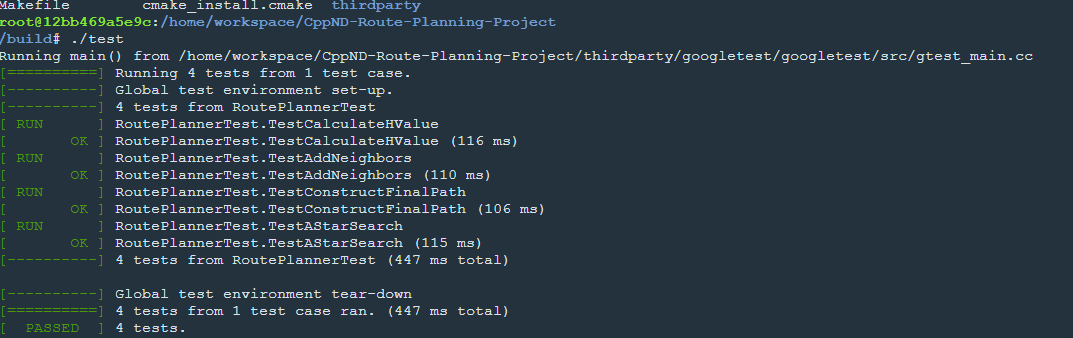 Makefile cmake_install.cmake thirdparty
root@12bb469a5e9c:/home/workspace/CppND-Route-Planning-Project
/build# ./test
Running main() from /home/workspace/CppND-Route-Planning-Project/thirdparty/googletest/googletest/src/gtest_main.cc
[==========] Running 4 tests from 1 test case.
[----------] Global test environment set-up.
[----------] 4 tests from RoutePlannerTest
[ RUN      ] RoutePlannerTest.TestCalculateHValue
[       OK ] RoutePlannerTest.TestCalculateHValue (116 ms)
[ RUN      ] RoutePlannerTest.TestAddNeighbors
[       OK ] RoutePlannerTest.TestAddNeighbors (110 ms)
[ RUN      ] RoutePlannerTest.TestConstructFinalPath
[       OK ] RoutePlannerTest.TestConstructFinalPath (106 ms)
[ RUN      ] RoutePlannerTest.TestAStarSearch
[       OK ] RoutePlannerTest.TestAStarSearch (115 ms)
[----------] 4 tests from RoutePlannerTest (447 ms total)
[----------] Global test environment tear-down
[==========] 4 tests from 1 test case ran. (447 ms total)
[  PASSED  ] 4 tests.